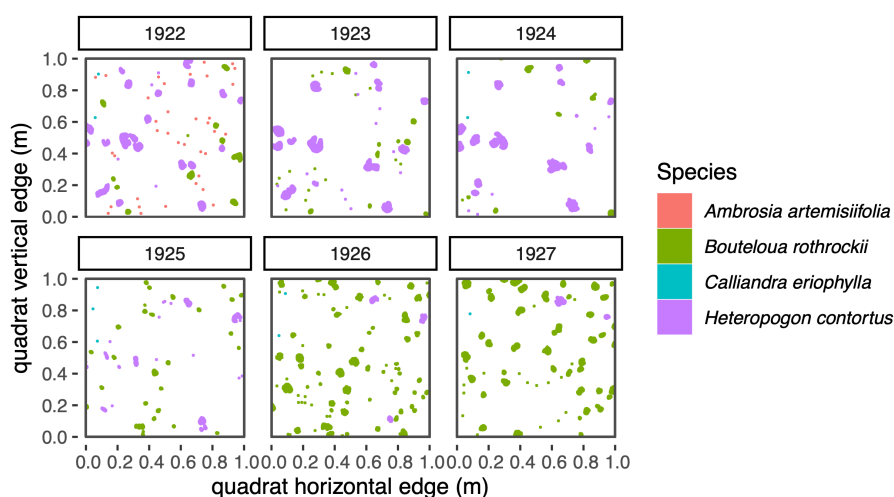 1922 1923 1924
1.0
0.8
0.6
0.4
0.2
0.0
1925 1926 1927
1.0
0.8
0.6
0.4
0.2
0.0
0.0 0.2 0.4 0.6 0.8 1.0 0.0 0.2 0.4 0.6 0.8 1.0 0.0 0.2 0.4 0.6 0.8 1.0
quadrat horizontal edge (m)
quadrat vertical edge (m)
Species
Ambrosia artemisiifolia
Bouteloua rothrockii
Calliandra eriophylla
Heteropogon contortus